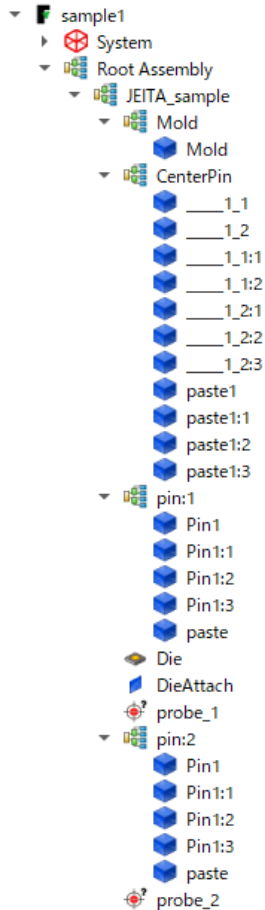 sample1
System
Root Assembly
JEITA_sample
Mold
Mold
CenterPin
____1_1
____1_2
____1_1:1
____1_1:2
____1_2:1
____1_2:2
____1_2:3
paste1
paste1:1
paste1:2
paste1:3
pin:1
Pin1
Pin1:1
Pin1:2
Pin1:3
paste
Die
DieAttach
probe_1
pin:2
Pin1
Pin1:1
Pin1:2
Pin1:3
paste
probe_2